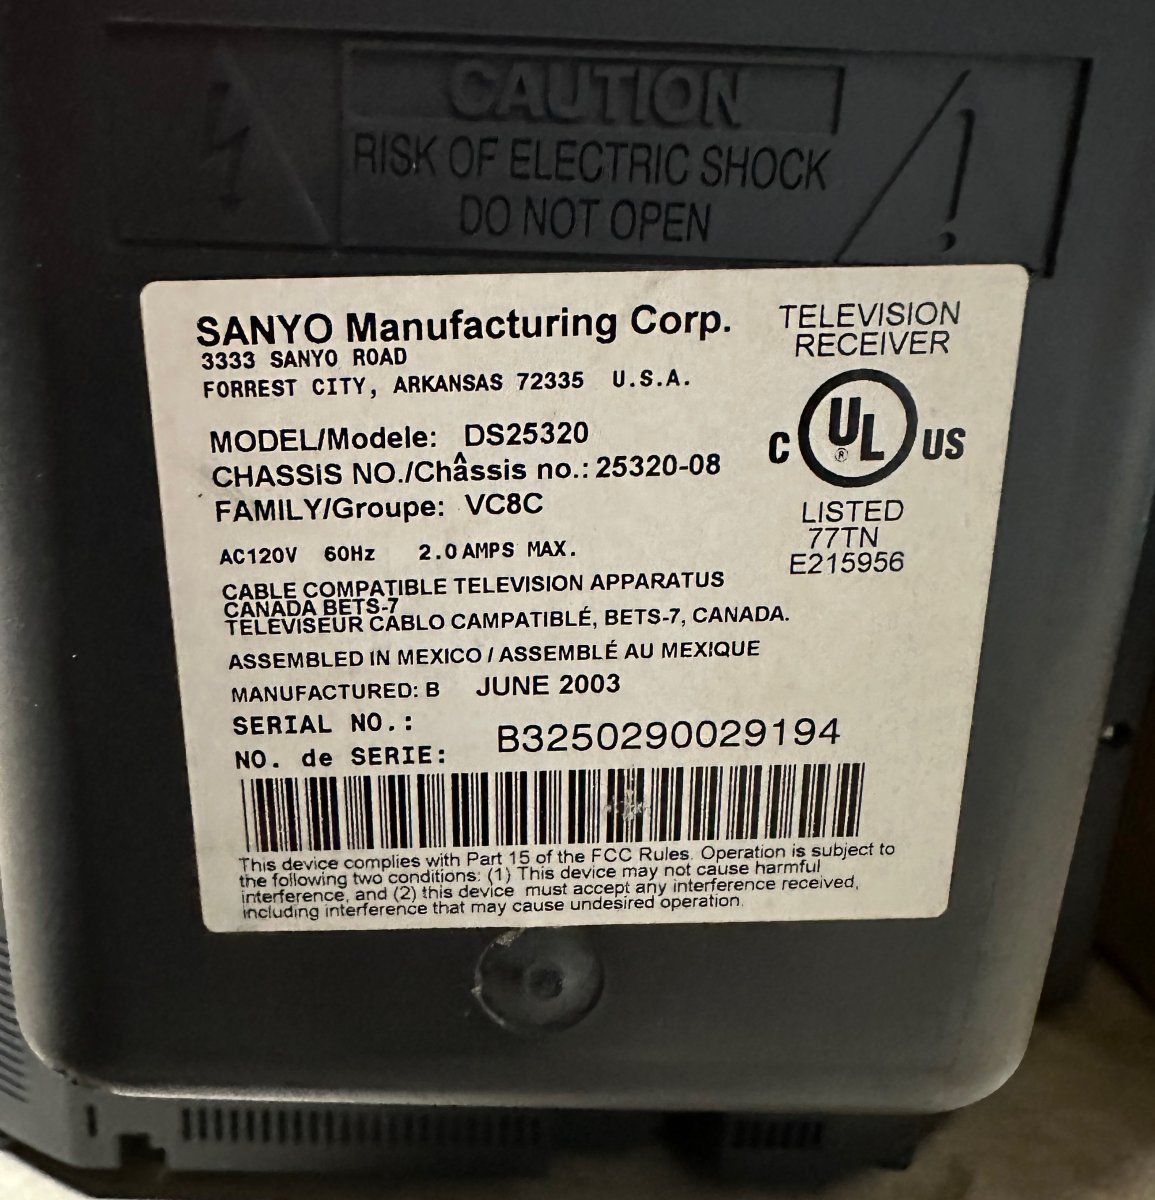 CAUTION
RISK OF ELECTRIC SHOCK
DO NOT OPEN
SANYO Manufacturing Corp.
3333 SANYO ROAD
FORREST CITY, ARKANSAS 72335 U.S.A.
TELEVISION
RECEIVER
MODEL/Modele: DS25320
CHASSIS NO./Châssis no.: 25320-08
FAMILY/Groupe: VC8C
C UL ® US
LISTED
77TN
E215956
AC120V 60Hz 2.0 AMPS MAX.
CABLE COMPATIBLE TELEVISION APPARATUS
CANADA BETS-7
TELEVISEUR CABLO CAMPATIBLÉ, BETS-7, CANADA.
ASSEMBLED IN MEXICO / ASSEMBLÉ AU MEXIQUE
MANUFACTURED: B JUNE 2003
SERIAL NO.:
NO. de SERIE: B3250290029194
This device complies with Part 15 of the FCC Rules. Operation is subject to
the following two conditions: (1) This device may not cause harmful
interference, and (2) this device must accept any interference received,
including interference that may cause undesired operation.